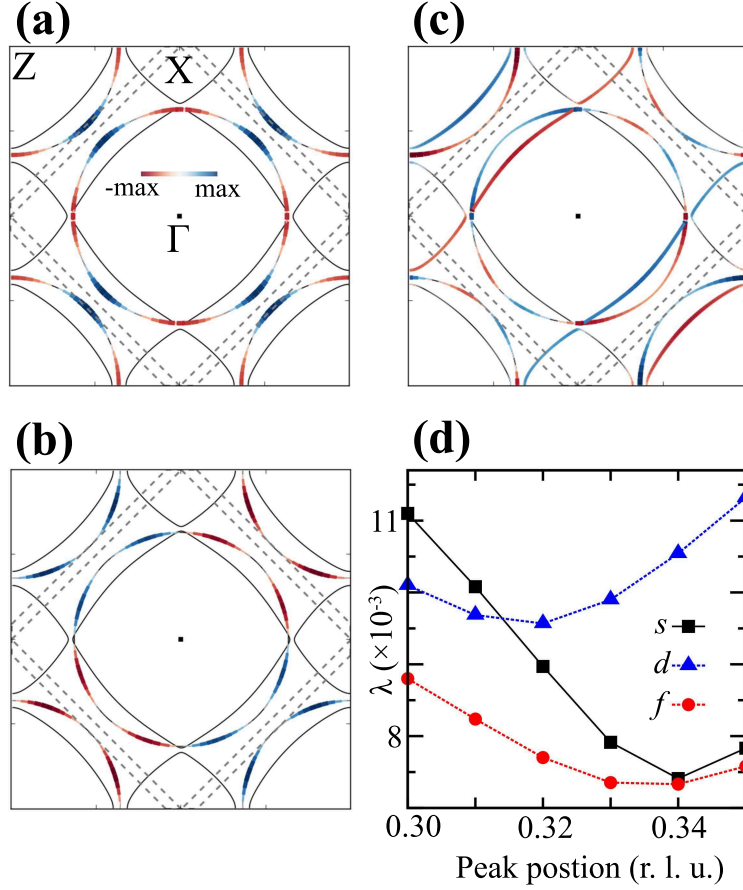 (a)
Z
X
-max max
Γ
(c)
(b)
(d)
11
8
λ (×10⁻³)
s
d
f
0.30 0.32 0.34
Peak postion (r. l. u.)